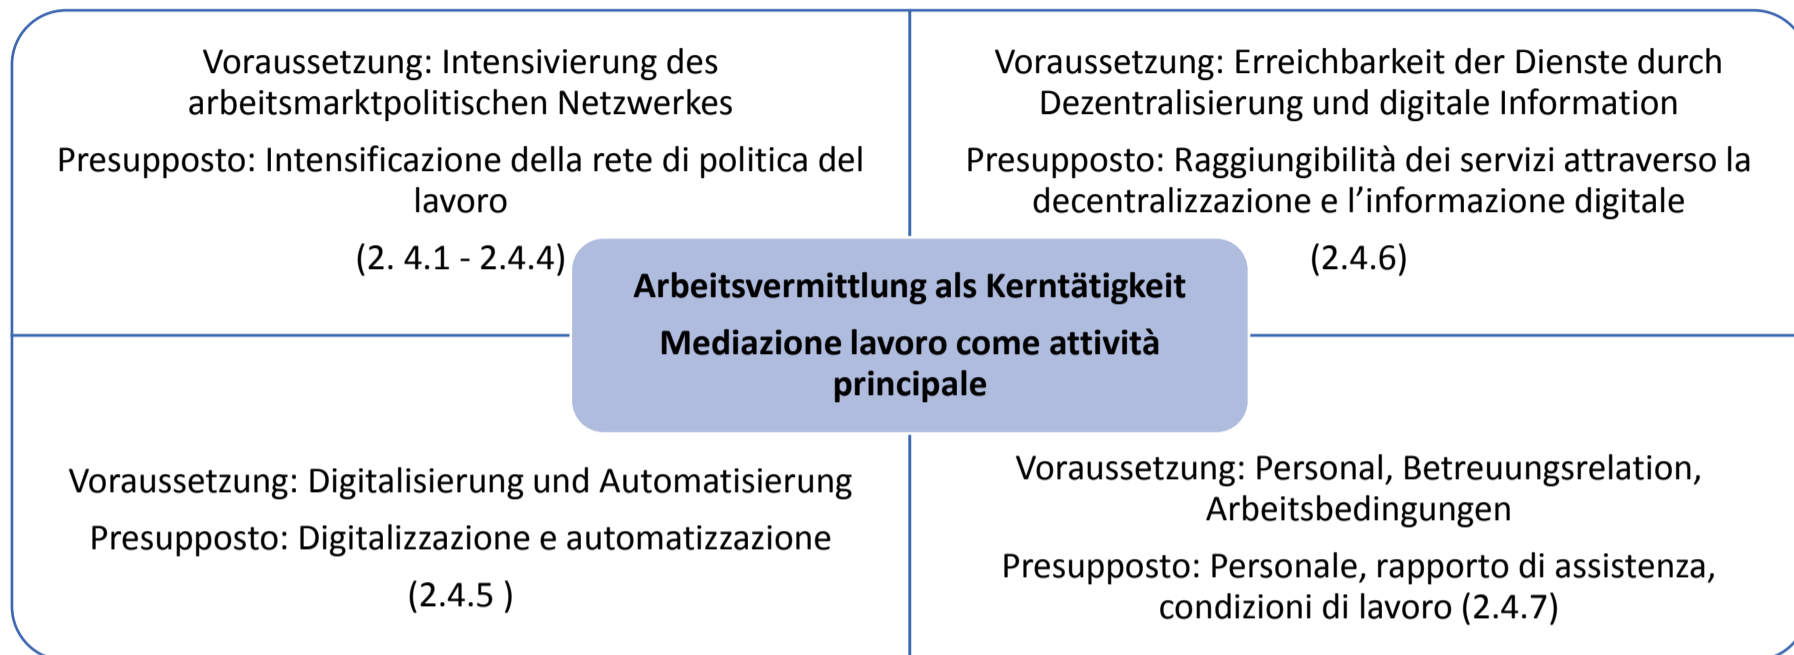 Voraussetzung: Intensivierung des
arbeitsmarktpolitischen Netzwerkes
Presupposto: Intensificazione della rete di politica del
lavoro
(2. 4.1 - 2.4.4)
Voraussetzung: Erreichbarkeit der Dienste durch
Dezentralisierung und digitale Information
Presupposto: Raggiungibilità dei servizi attraverso la
decentralizzazione e l’informazione digitale
(2.4.6)
Arbeitsvermittlung als Kerntätigkeit
Mediazione lavoro come attività
principale
Voraussetzung: Digitalisierung und Automatisierung
Presupposto: Digitalizzazione e automatizzazione
(2.4.5 )
Voraussetzung: Personal, Betreuungsrelation,
Arbeitsbedingungen
Presupposto: Personale, rapporto di assistenza,
condizioni di lavoro (2.4.7)